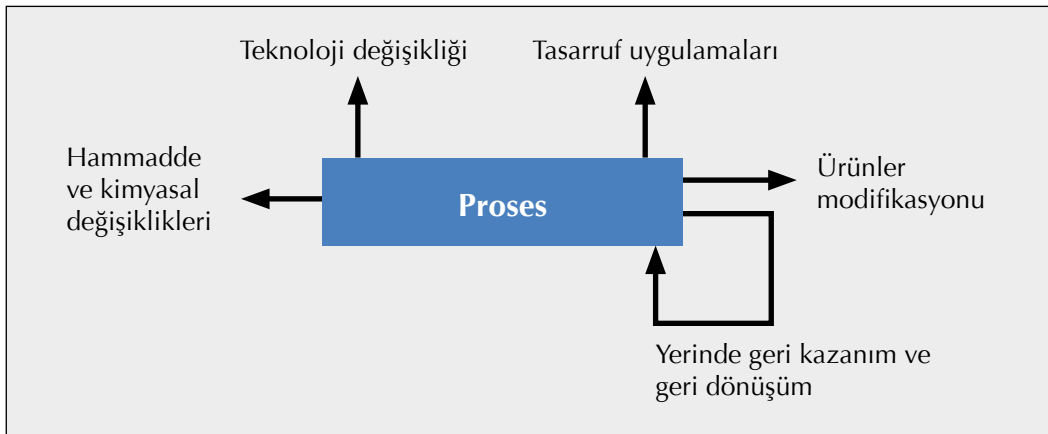 Teknoloji değişikliği
Tasarruf uygulamaları
Hammadde
ve kimyasal
değişiklikleri
Proses
Ürünler
modifikasyonu
Yerinde geri kazanım ve
geri dönüşüm